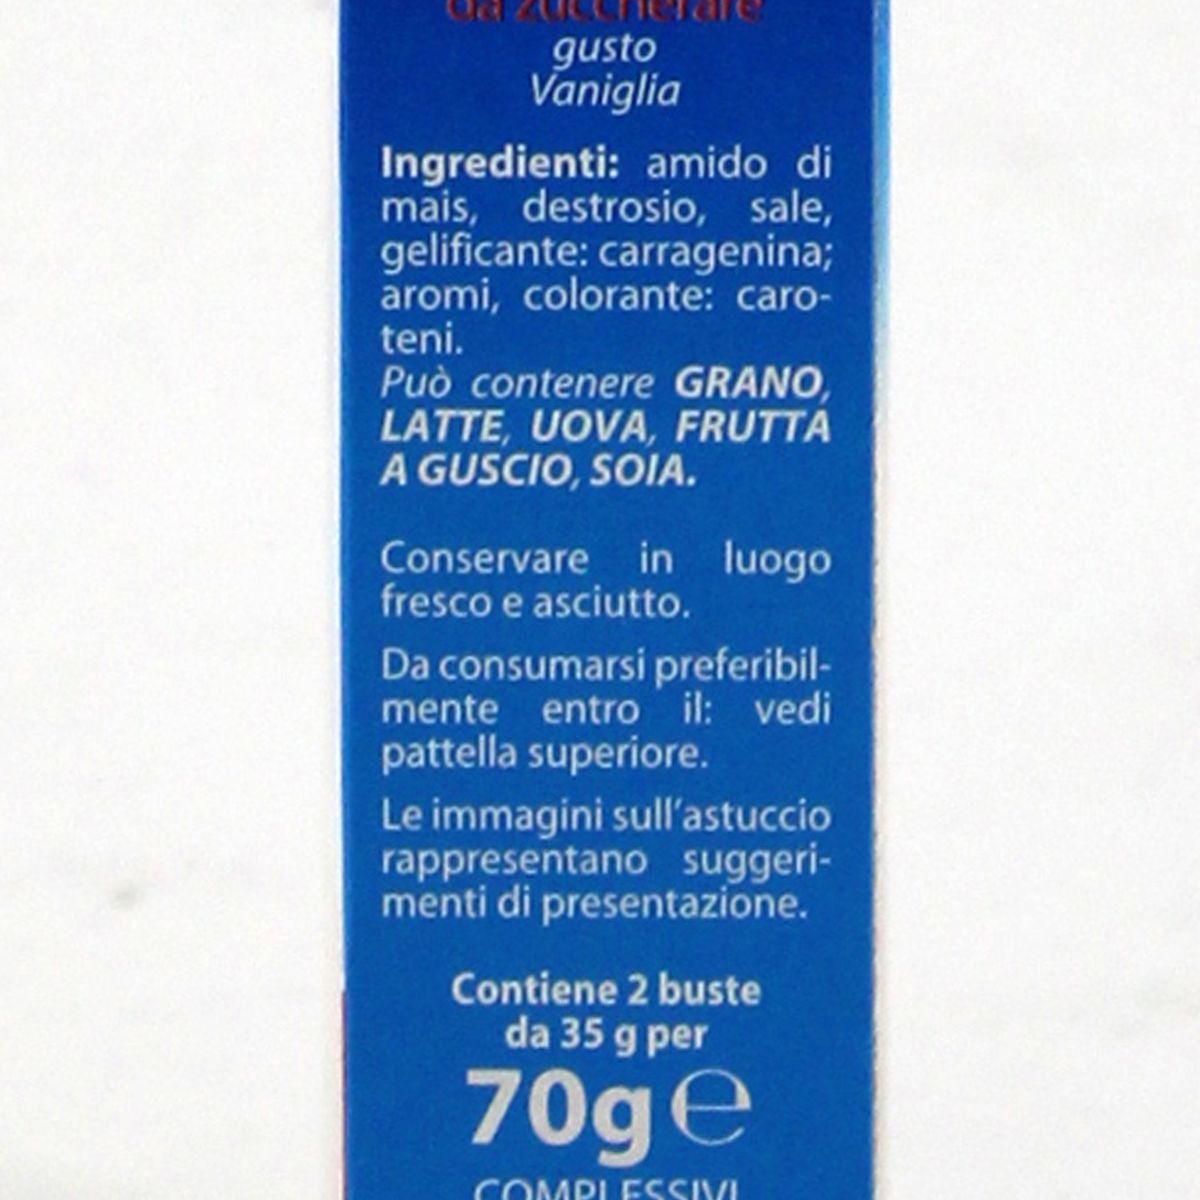 da zuccherare
gusto
Vaniglia
Ingredienti: amido di
mais, destrosio, sale,
gelificante: carragenina;
aromi, colorante: caro-
teni.
Può contenere GRANO,
LATTE, UOVA, FRUTTA
A GUSCIO, SOIA.
Conservare in luogo
fresco e asciutto.
Da consumarsi preferibil-
mente entro il: vedi
pattella superiore.
Le immagini sull'astuccio
rappresentano suggeri-
menti di presentazione.
Contiene 2 buste
da 35 g per
70g ℮
COMPLESSIVI